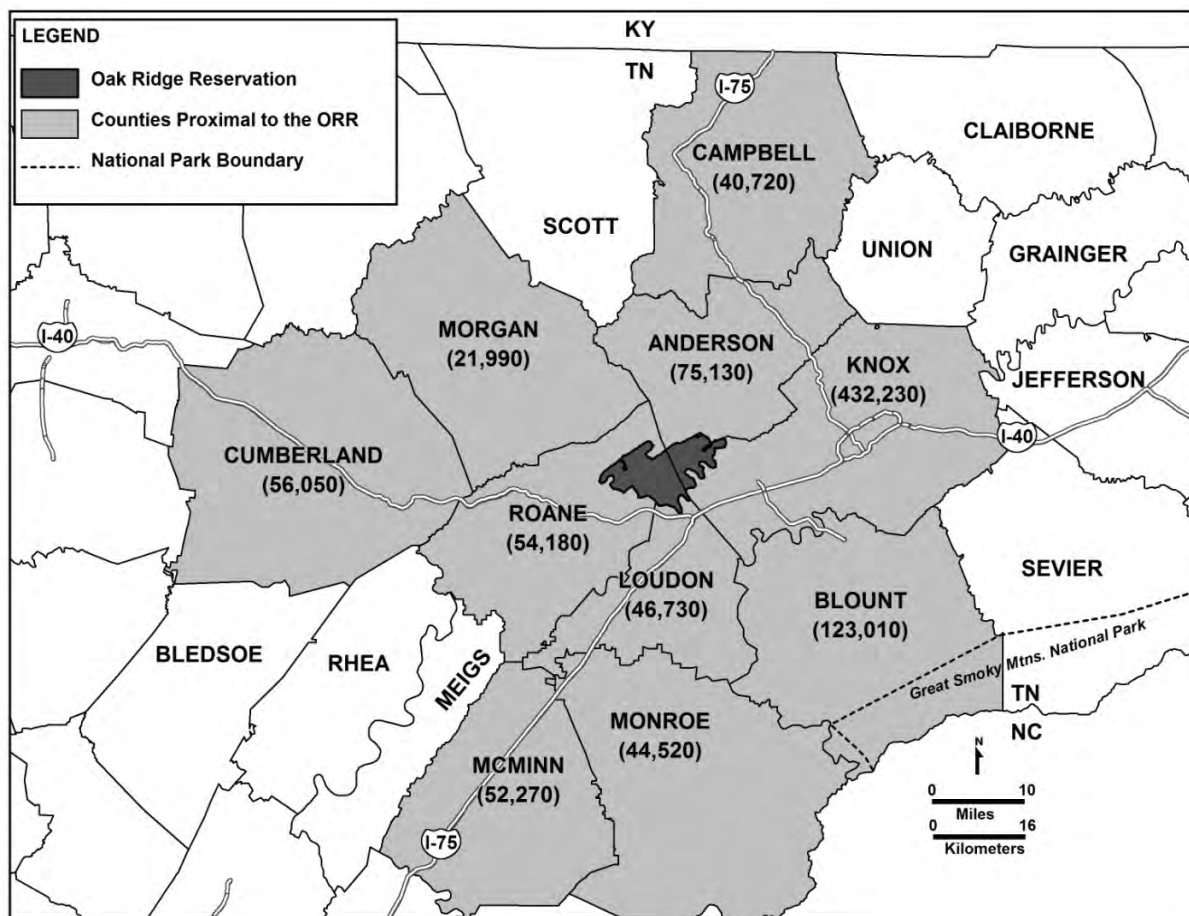 LEGEND
Oak Ridge Reservation
Counties Proximal to the ORR
National Park Boundary
KY
TN
I-75
CLAIBORNE
CAMPBELL
(40,720)
SCOTT
UNION
GRAINGER
I-40
MORGAN
(21,990)
ANDERSON
(75,130)
KNOX
(432,230)
JEFFERSON
I-40
CUMBERLAND
(56,050)
ROANE
(54,180)
LOUDON
(46,730)
BLOUNT
(123,010)
SEVIER
BLEDSOE
RHEA
MEIGS
Great Smoky Mtns. National Park
TN
NC
MONROE
(44,520)
MCMINN
(52,270)
I-75
N
0 10
Miles
0 16
Kilometers